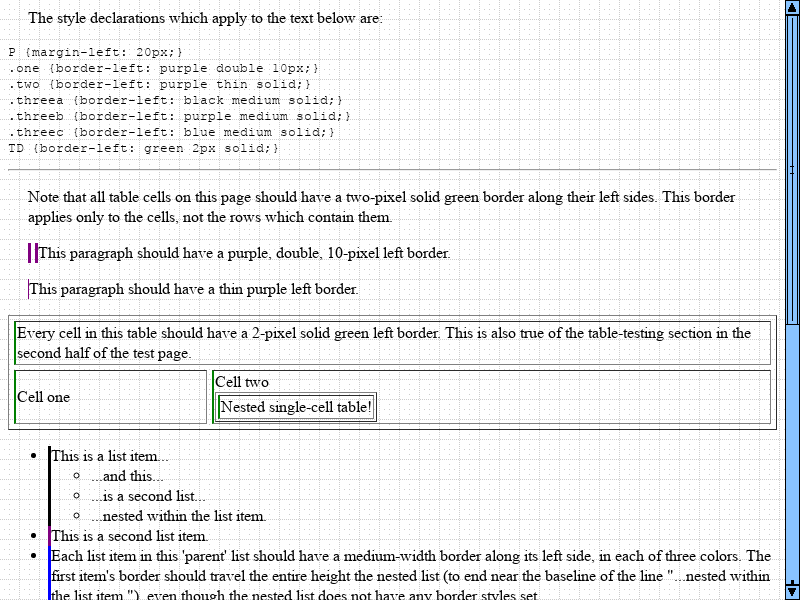 The style declarations which apply to the text below are:
P {margin-left: 20px;}
.one {border-left: purple double 10px;}
.two {border-left: purple thin solid;}
.threea {border-left: black medium solid;}
.threeb {border-left: purple medium solid;}
.threec {border-left: blue medium solid;}
TD {border-left: green 2px solid;}
Note that all table cells on this page should have a two-pixel solid green border along their left sides. This border
applies only to the cells, not the rows which contain them.
This paragraph should have a purple, double, 10-pixel left border.
This paragraph should have a thin purple left border.
Every cell in this table should have a 2-pixel solid green left border. This is also true of the table-testing section in the
second half of the test page.
Cell one
Cell two
Nested single-cell table!
This is a list item...
...and this...
...is a second list...
...nested within the list item.
This is a second list item.
Each list item in this 'parent' list should have a medium-width border along its left side, in each of three colors. The
first item's border should travel the entire height the nested list (to end near the baseline of the line "...nested within
the list item."), even though the nested list does not have any border styles set.